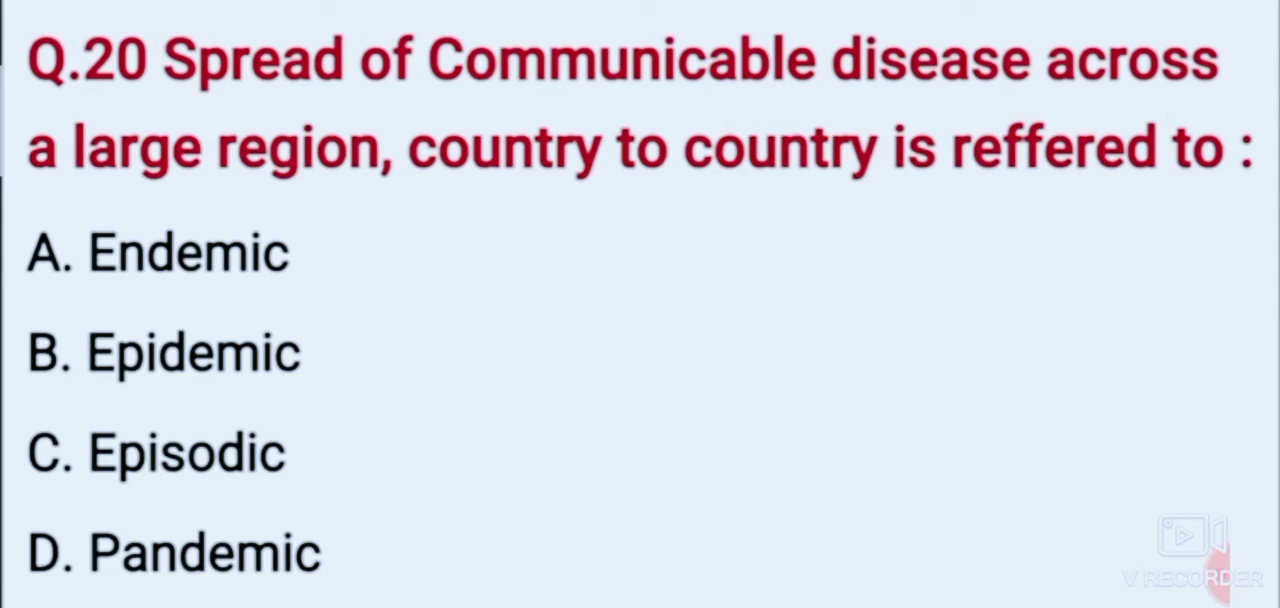 Q.20 Spread of Communicable disease across
a large region, country to country is reffered to :
A. Endemic
B. Epidemic
C. Episodic
D. Pandemic
V RECORDER